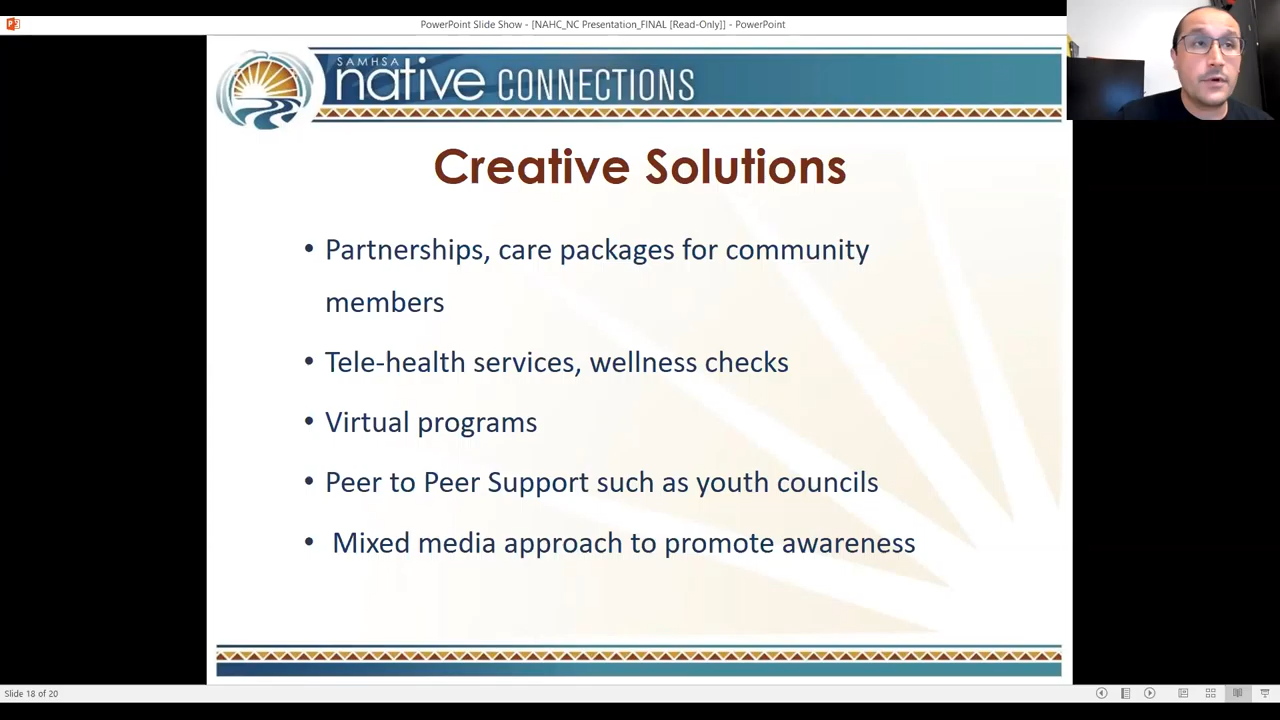 PowerPoint Slide Show - [NAHC_NC Presentation_FINAL [Read-Only]] - PowerPoint
SAMHSA
native CONNECTIONS
Creative Solutions
• Partnerships, care packages for community
members
• Tele-health services, wellness checks
• Virtual programs
• Peer to Peer Support such as youth councils
• Mixed media approach to promote awareness
Slide 18 of 20